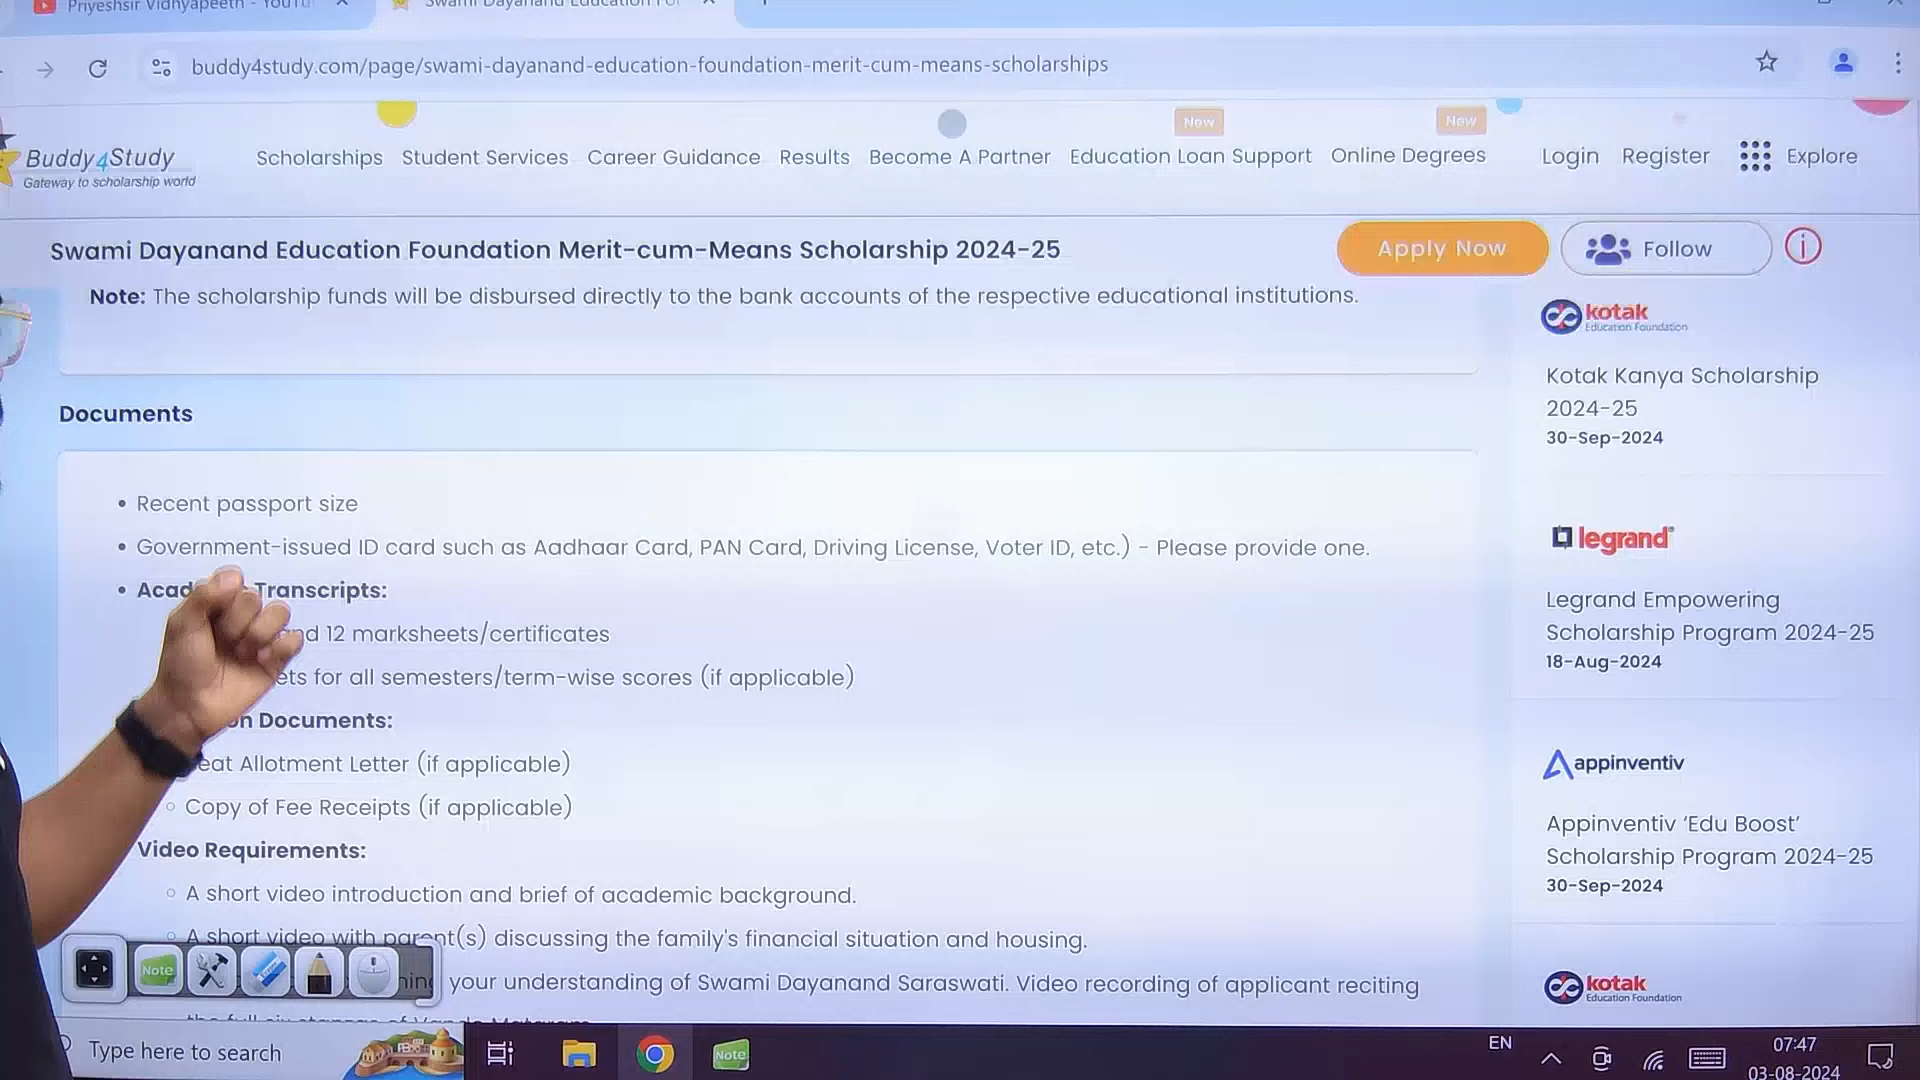 Priyeshsir Vidhyapeeth - YouTu
Swami Dayanand Education Fo
buddy4study.com/page/swami-dayanand-education-foundation-merit-cum-means-scholarships
New
New
Buddy4Study
Gateway to scholarship world
Scholarships Student Services Career Guidance Results Become A Partner Education Loan Support Online Degrees Login Register Explore
Swami Dayanand Education Foundation Merit-cum-Means Scholarship 2024-25
Apply Now
Follow
Note: The scholarship funds will be disbursed directly to the bank accounts of the respective educational institutions.
Documents
• Recent passport size
• Government-issued ID card such as Aadhaar Card, PAN Card, Driving License, Voter ID, etc.) - Please provide one.
• Acad Transcripts:
nd 12 marksheets/certificates
ets for all semesters/term-wise scores (if applicable)
on Documents:
eat Allotment Letter (if applicable)
Copy of Fee Receipts (if applicable)
Video Requirements:
A short video introduction and brief of academic background.
A short video with parent(s) discussing the family's financial situation and housing.
your understanding of Swami Dayanand Saraswati. Video recording of applicant reciting
kotak
Education Foundation
Kotak Kanya Scholarship
2024-25
30-Sep-2024
legrand
Legrand Empowering
Scholarship Program 2024-25
18-Aug-2024
appinventiv
Appinventiv ‘Edu Boost’
Scholarship Program 2024-25
30-Sep-2024
kotak
Education Foundation
Note
Type here to search
Note
EN
07:47
03-08-2024